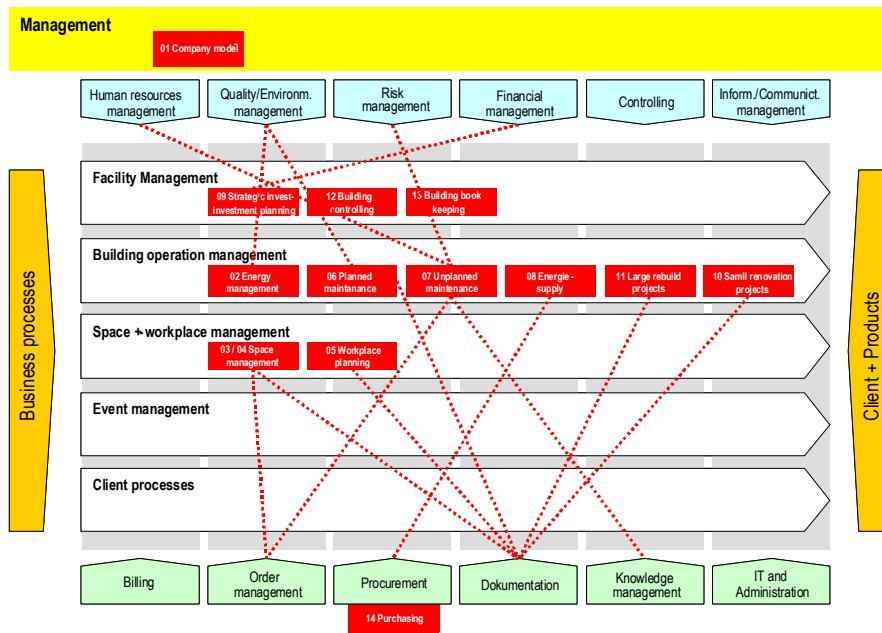 Management
01 Company model
Human resources
management
Quality/Environm.
management
Risk
management
Financial
management
Controlling
Inform./Communict.
management
Business processes
Client + Products
Facility Management
09 Strategic invest-
investment planning
12 Building
controlling
13 Building book
keeping
Building operation management
02 Energy
management
06 Planned
maintanance
07 Unplanned
maintenance
08 Energie -
supply
11 Large rebuild
projects
10 Samll renovation
projects
Space + workplace management
03 / 04 Space
management
05 Workplace
planning
Event management
Client processes
Billing
Order
management
Procurement
Dokumentation
Knowledge
management
IT and
Administration
14 Purchasing